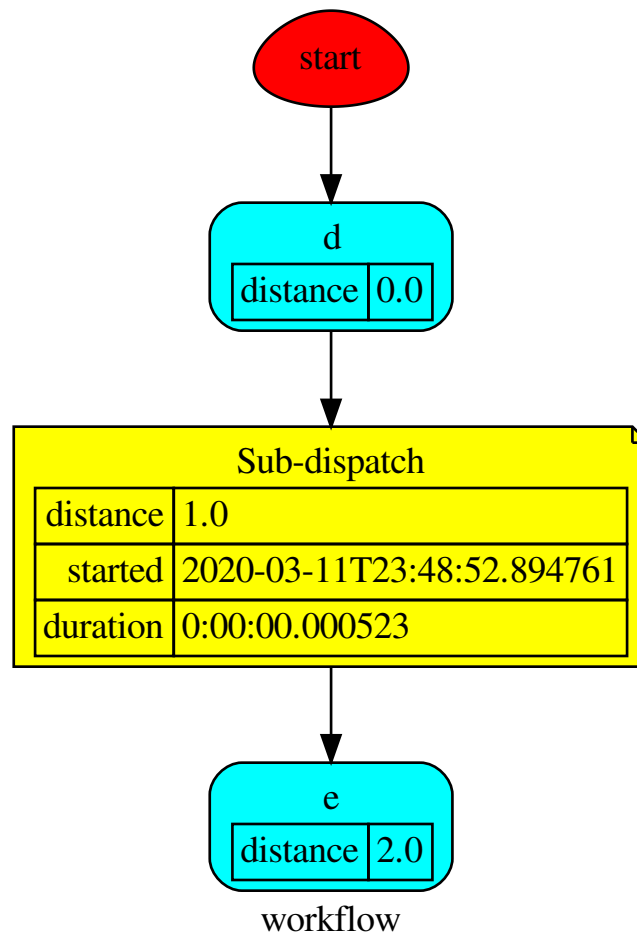 start
d
distance 0.0
Sub-dispatch
distance 1.0
started 2020-03-11T23:48:52.894761
duration 0:00:00.000523
e
distance 2.0
workflow